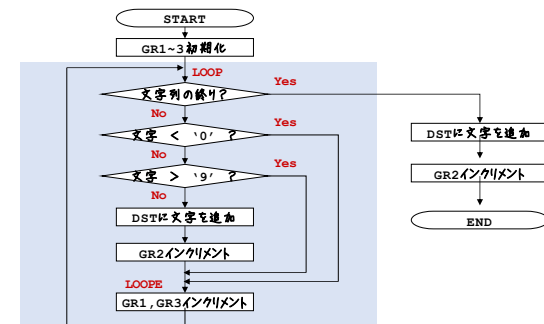 START
GR1~3初期化
LOOP
文字列の終り?
Yes
No
文字 < ‘0’ ?
Yes
No
文字 > ‘9’ ?
Yes
No
DSTに文字を追加
GR2インクリメント
LOOPE
GR1,GR3インクリメント
DSTに文字を追加
GR2インクリメント
END